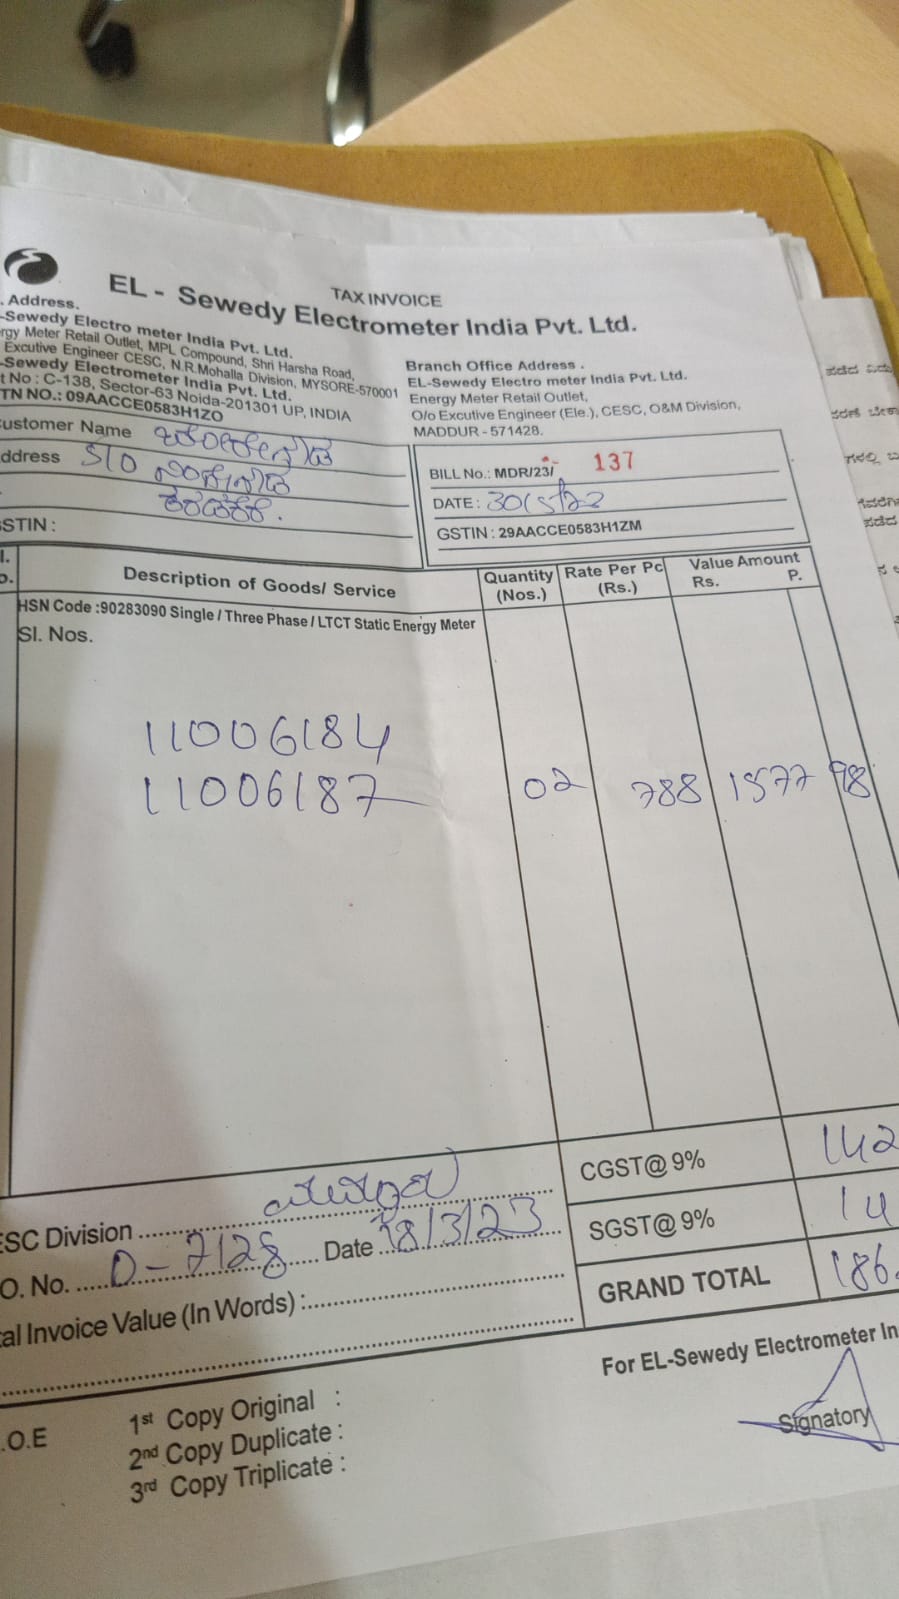 TAX INVOICE
EL - Sewedy Electrometer India Pvt. Ltd.
. Address.
-Sewedy Electro meter India Pvt. Ltd.
rgy Meter Retail Outlet, MPL Compound, Shri Harsha Road,
Excutive Engineer CESC, N.R.Mohalla Division, MYSORE-570001
-Sewedy Electrometer India Pvt. Ltd.
t No : C-138, Sector-63 Noida-201301 UP, INDIA
TN NO.: 09AACCE0583H1ZO
Branch Office Address .
EL-Sewedy Electro meter India Pvt. Ltd.
Energy Meter Retail Outlet,
O/o Excutive Engineer (Ele.), CESC, O&M Division,
MADDUR - 571428.
ustomer Name
ddress S/O
STIN :
BILL No.: MDR/23/ 137
DATE :
GSTIN : 29AACCE0583H1ZM
Description of Goods/ Service
Quantity (Nos.)
Rate Per Pc (Rs.)
Value Amount
Rs. P.
HSN Code :90283090 Single / Three Phase / LTCT Static Energy Meter
Sl. Nos.
11006184
11006187 02 788 1577 98
CGST@ 9% 142
SGST@ 9% 14
GRAND TOTAL 186.
ESC Division
O. No. D-7128 Date 18/3/23
tal Invoice Value (In Words) :
For EL-Sewedy Electrometer In
Signatory
.O.E
1st Copy Original :
2nd Copy Duplicate :
3rd Copy Triplicate :